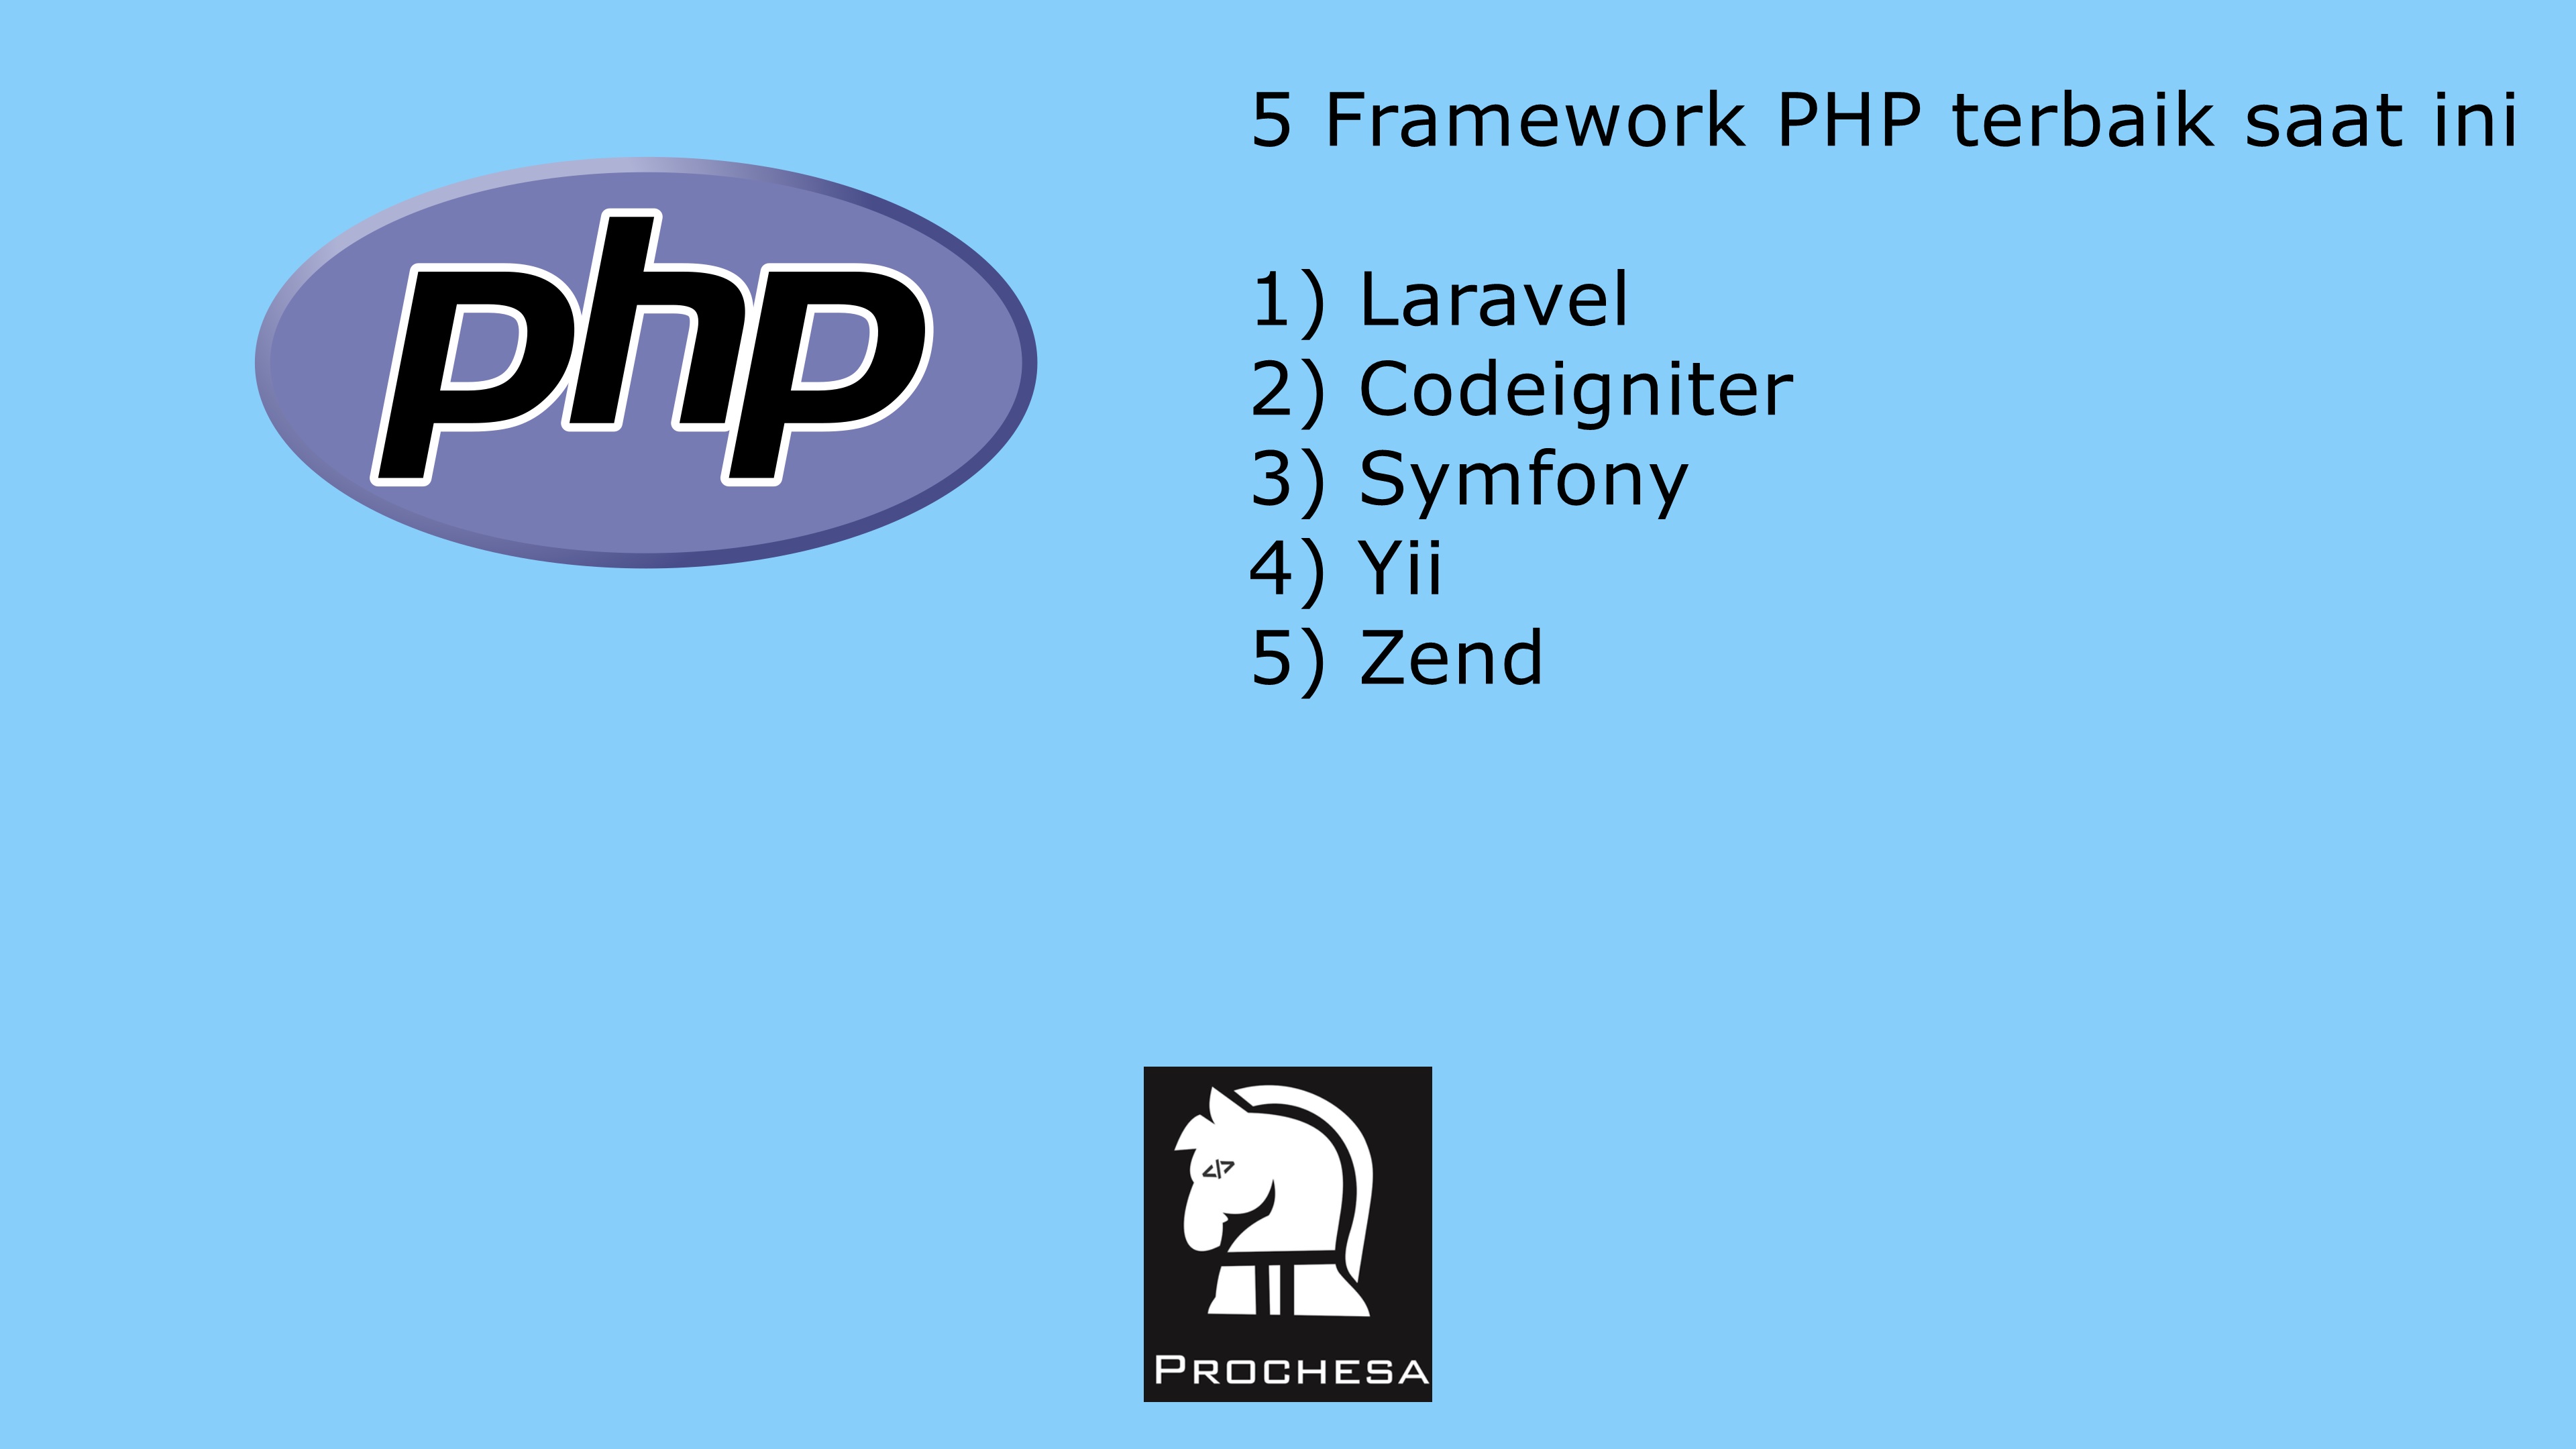 php
5 Framework PHP terbaik saat ini
1) Laravel
2) Codeigniter
3) Symfony
4) Yii
5) Zend
</>
PROCHESA